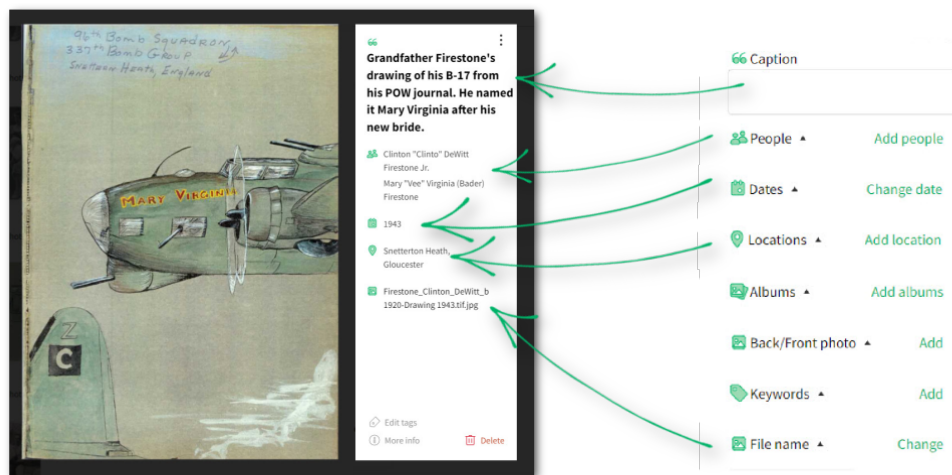 96th Bomb Squadron
337th Bomb Group
Snetteon Heath, England
MARY VIRGINIA
Z
C
Grandfather Firestone's
drawing of his B-17 from
his POW journal. He named
it Mary Virginia after his
new bride.
Clinton "Clinto" DeWitt
Firestone Jr.
Mary "Vee" Virginia (Bader)
Firestone
1943
Snetterton Heath,
Gloucester
Firestone_Clinton_DeWitt_b
1920-Drawing 1943.tif.jpg
Edit tags
More info
Delete
Caption
People Add people
Dates Change date
Locations Add location
Albums Add albums
Back/Front photo Add
Keywords Add
File name Change